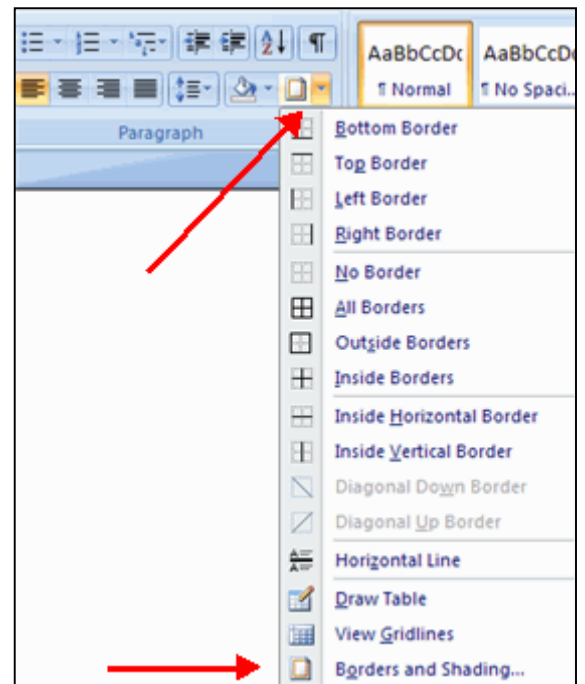 AaBbCcDc AaBbCcD
¶ Normal ¶ No Spaci...
Paragraph
Bottom Border
Top Border
Left Border
Right Border
No Border
All Borders
Outside Borders
Inside Borders
Inside Horizontal Border
Inside Vertical Border
Diagonal Down Border
Diagonal Up Border
Horizontal Line
Draw Table
View Gridlines
Borders and Shading...